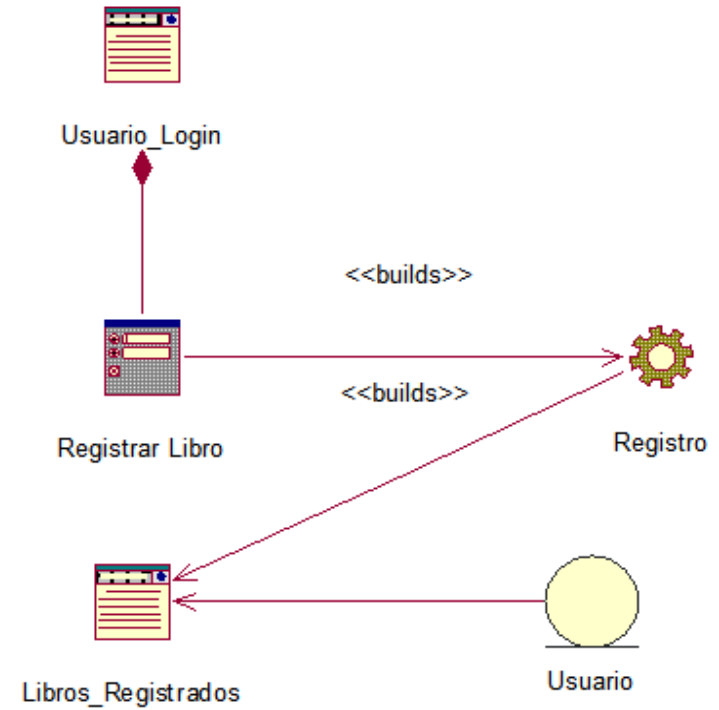 Usuario_Login
<<builds>>
<<builds>>
Registrar Libro
Registro
Libros_Registrados
Usuario